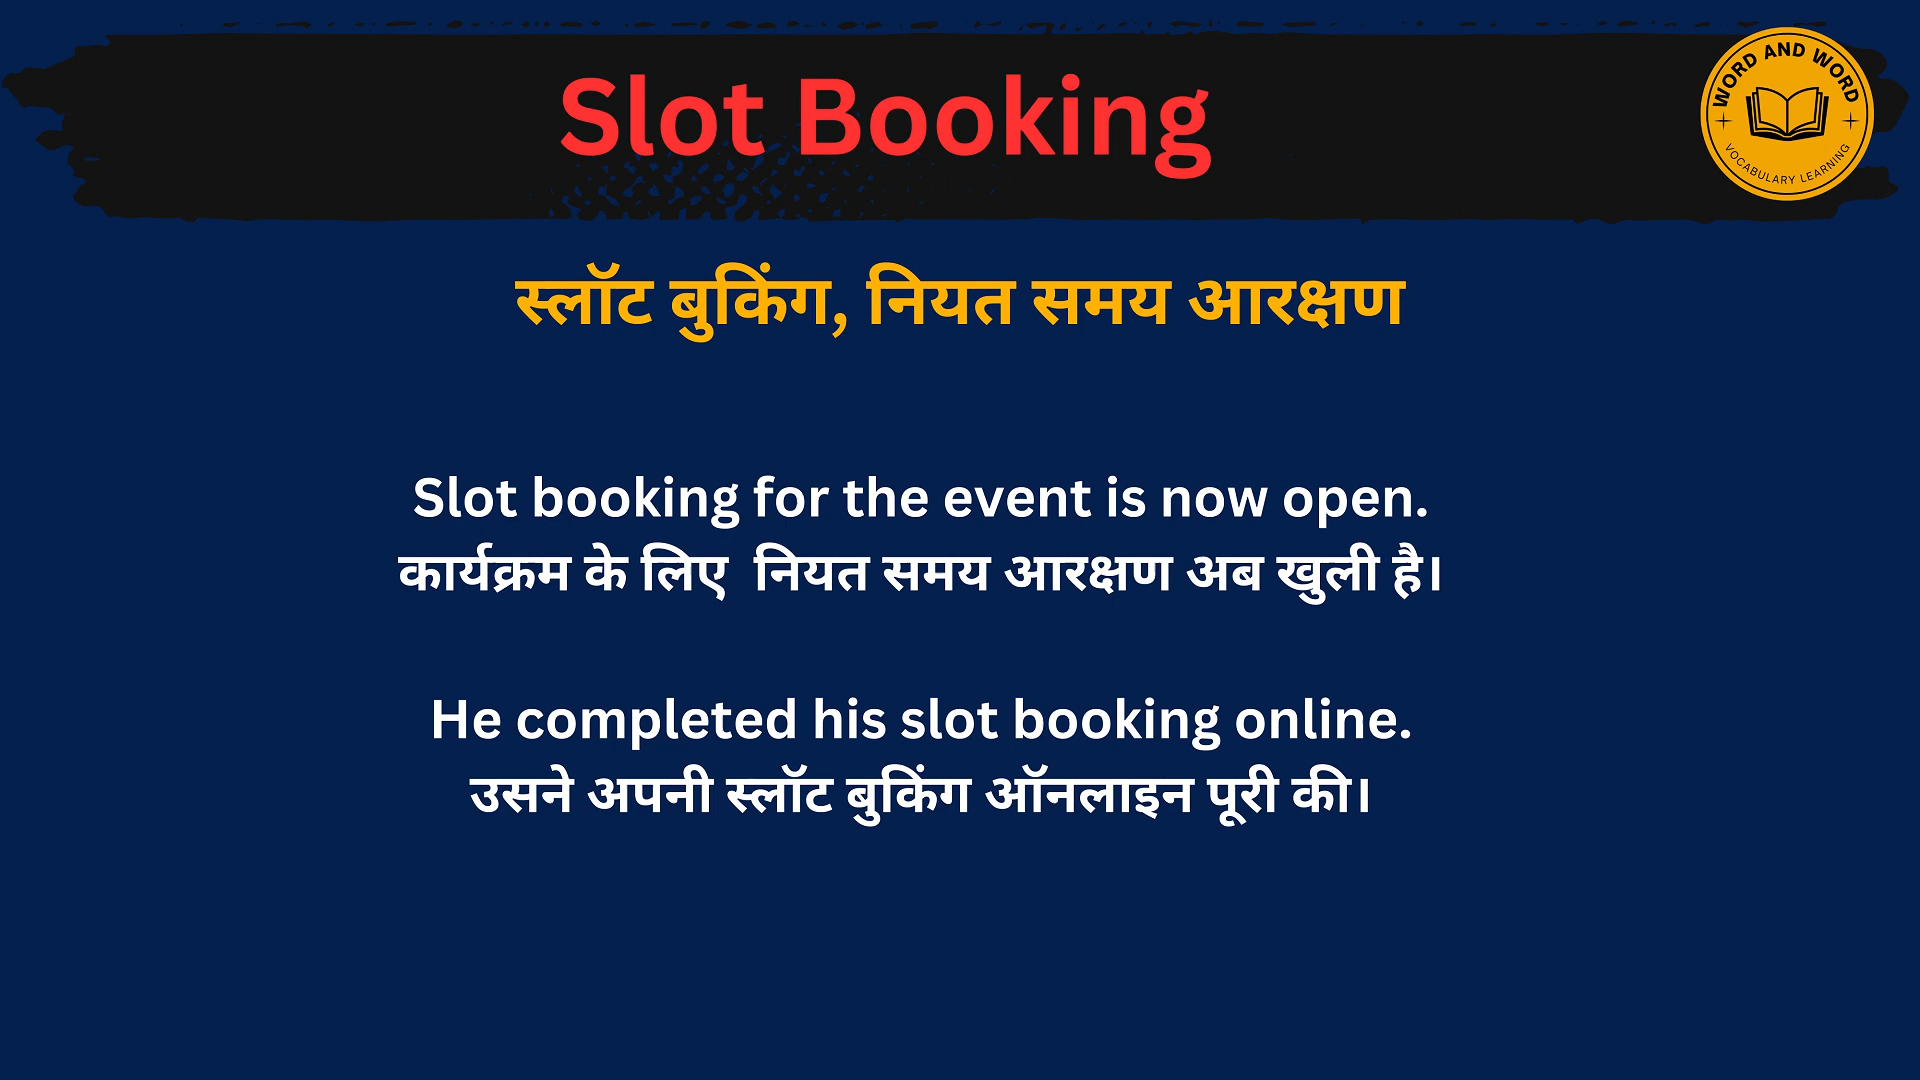 Slot Booking
WORD AND WORD
VOCABULARY LEARNING
स्लॉट बुकिंग, नियत समय आरक्षण
Slot booking for the event is now open.
कार्यक्रम के लिए  नियत समय आरक्षण अब खुली है।
He completed his slot booking online.
उसने अपनी स्लॉट बुकिंग ऑनलाइन पूरी की।